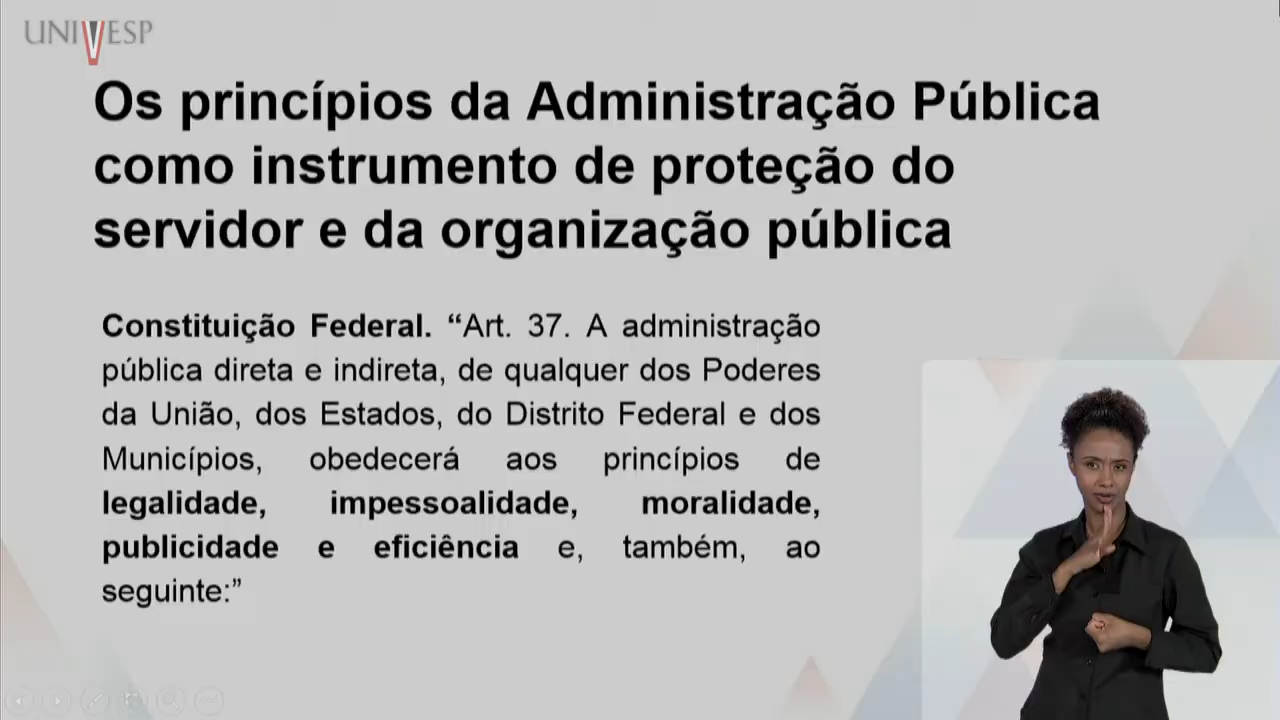 UNIVESP
Os princípios da Administração Pública
como instrumento de proteção do
servidor e da organização pública
Constituição Federal. “Art. 37. A administração
pública direta e indireta, de qualquer dos Poderes
da União, dos Estados, do Distrito Federal e dos
Municípios, obedecerá aos princípios de
legalidade, impessoalidade, moralidade,
publicidade e eficiência e, também, ao
seguinte:”